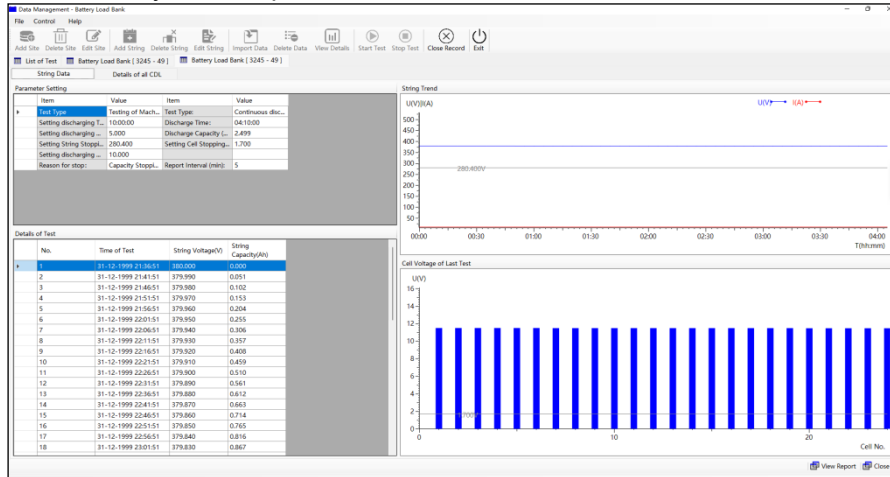 Data Management - Battery Load Bank
File Control Help
Add Site Delete Site Edit Site Add String Delete String Edit String Import Data Delete Data View Details Start Test Stop Test Close Record Exit
List of Test Battery Load Bank [ 3245 - 49 ] Battery Load Bank [ 3245 - 49 ]
String Data Details of all CDL
Parameter Setting
Item Value Item Value
Test Type Testing of Mach... Test Type: Continuous disc...
Setting discharging T... 10:00:00 Discharge Time: 04:10:00
Setting discharging ... 5.000 Discharge Capacity (... 2.499
Setting String Stoppi... 280.400 Setting Cell Stopping... 1.700
Setting discharging ... 10.000
Reason for stop: Capacity Stoppi... Report Interval (min): 5
String Trend
U(V)|I(A)
U(V) I(A)
500
450
400
350
300
280.400V
250
200
150
100
50
00:00 00:30 01:00 01:30 02:00 02:30 03:00 03:30 04:00
T(hh:mm)
Details of Test
No. Time of Test String Voltage(V) String Capacity(Ah)
1 31-12-1999 21:36:51 380.000 0.000
2 31-12-1999 21:41:51 379.990 0.051
3 31-12-1999 21:46:51 379.980 0.102
4 31-12-1999 21:51:51 379.970 0.153
5 31-12-1999 21:56:51 379.960 0.204
6 31-12-1999 22:01:51 379.950 0.255
7 31-12-1999 22:06:51 379.940 0.306
8 31-12-1999 22:11:51 379.930 0.357
9 31-12-1999 22:16:51 379.920 0.408
10 31-12-1999 22:21:51 379.910 0.459
11 31-12-1999 22:26:51 379.900 0.510
12 31-12-1999 22:31:51 379.890 0.561
13 31-12-1999 22:36:51 379.880 0.612
14 31-12-1999 22:41:51 379.870 0.663
15 31-12-1999 22:46:51 379.860 0.714
16 31-12-1999 22:51:51 379.850 0.765
17 31-12-1999 22:56:51 379.840 0.816
18 31-12-1999 23:01:51 379.830 0.867
Cell Voltage of Last Test
U(V)
16
14
12
10
8
6
4
2
1.700V
0
0 10 20
Cell No.
View Report Close